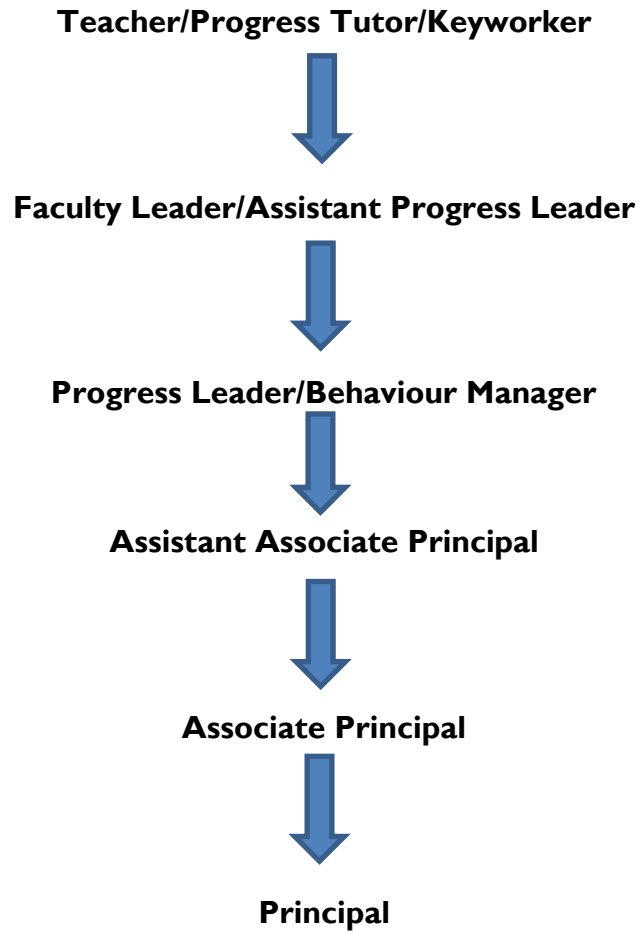 Teacher/Progress Tutor/Keyworker
Faculty Leader/Assistant Progress Leader
Progress Leader/Behaviour Manager
Assistant Associate Principal
Associate Principal
Principal